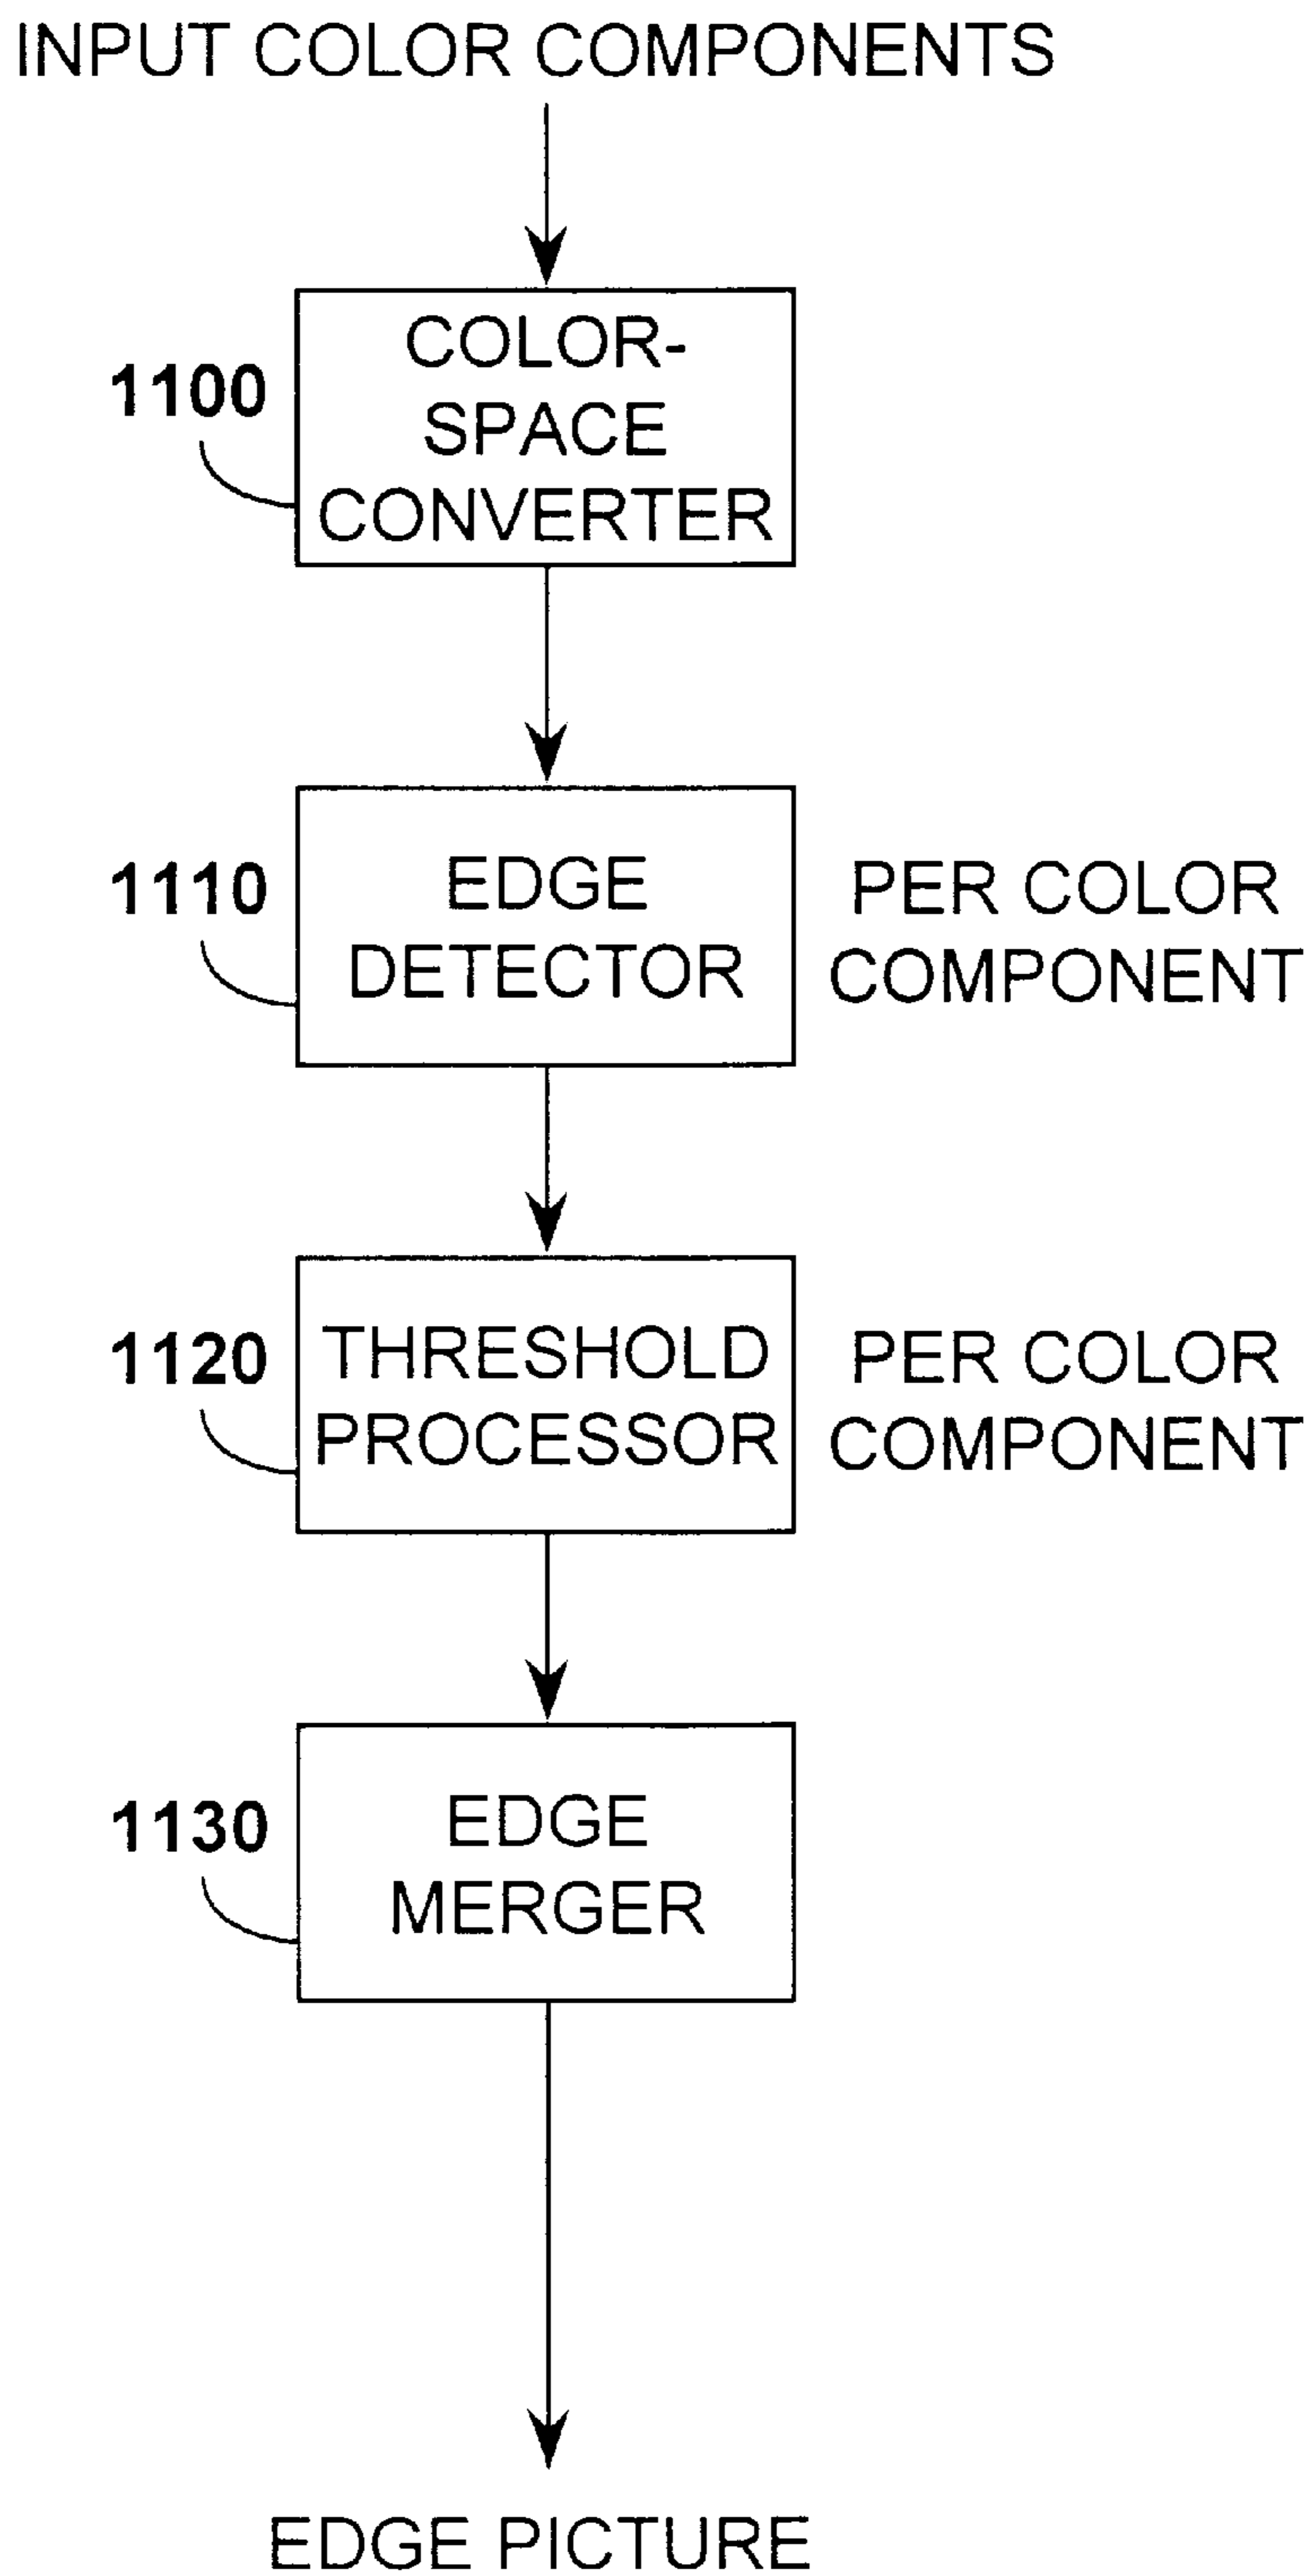 INPUT COLOR COMPONENTS
1100
COLOR-
SPACE
CONVERTER
1110
EDGE
DETECTOR
PER COLOR
COMPONENT
1120
THRESHOLD
PROCESSOR
PER COLOR
COMPONENT
1130
EDGE
MERGER
EDGE PICTURE